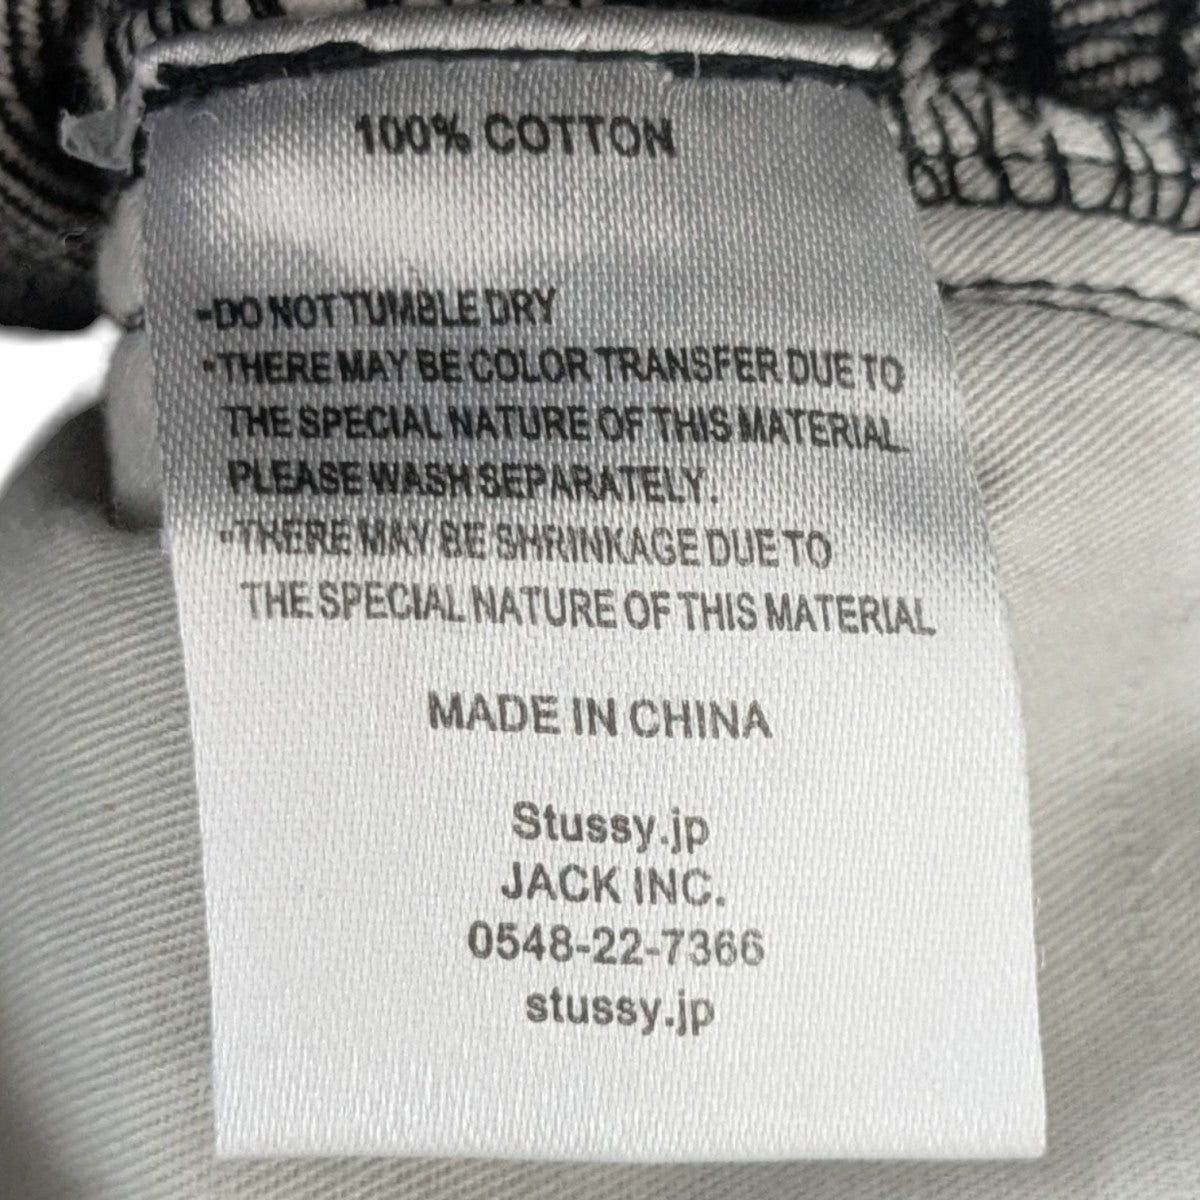 100% COTTON
-DO NOT TUMBLE DRY
-THERE MAY BE COLOR TRANSFER DUE TO
THE SPECIAL NATURE OF THIS MATERIAL
PLEASE WASH SEPARATELY.
-THERE MAY BE SHRINKAGE DUE TO
THE SPECIAL NATURE OF THIS MATERIAL
MADE IN CHINA
Stussy.jp
JACK INC.
0548-22-7366
stussy.jp